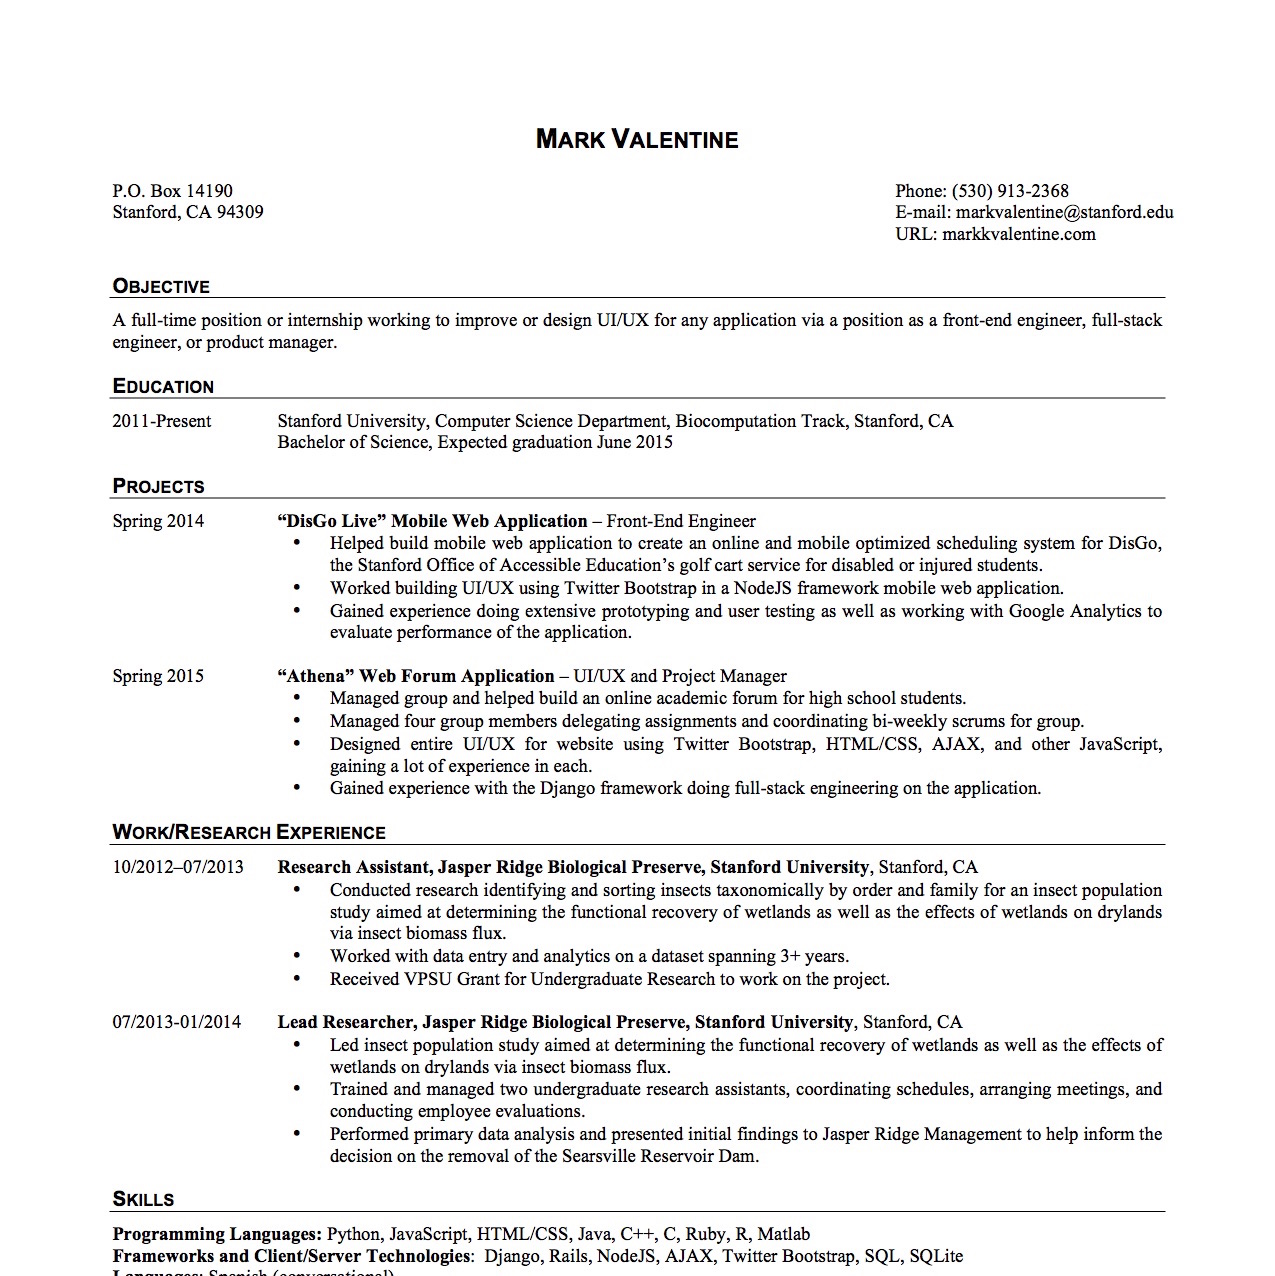 MARK VALENTINE
P.O. Box 14190
Stanford, CA 94309
Phone: (530) 913-2368
E-mail: markvalentine@stanford.edu
URL: markkvalentine.com
OBJECTIVE
A full-time position or internship working to improve or design UI/UX for any application via a position as a front-end engineer, full-stack
engineer, or product manager.
EDUCATION
2011-Present Stanford University, Computer Science Department, Biocomputation Track, Stanford, CA
Bachelor of Science, Expected graduation June 2015
PROJECTS
Spring 2014 “DisGo Live” Mobile Web Application – Front-End Engineer
• Helped build mobile web application to create an online and mobile optimized scheduling system for DisGo,
the Stanford Office of Accessible Education’s golf cart service for disabled or injured students.
• Worked building UI/UX using Twitter Bootstrap in a NodeJS framework mobile web application.
• Gained experience doing extensive prototyping and user testing as well as working with Google Analytics to
evaluate performance of the application.
Spring 2015 “Athena” Web Forum Application – UI/UX and Project Manager
• Managed group and helped build an online academic forum for high school students.
• Managed four group members delegating assignments and coordinating bi-weekly scrums for group.
• Designed entire UI/UX for website using Twitter Bootstrap, HTML/CSS, AJAX, and other JavaScript,
gaining a lot of experience in each.
• Gained experience with the Django framework doing full-stack engineering on the application.
WORK/RESEARCH EXPERIENCE
10/2012–07/2013 Research Assistant, Jasper Ridge Biological Preserve, Stanford University, Stanford, CA
• Conducted research identifying and sorting insects taxonomically by order and family for an insect population
study aimed at determining the functional recovery of wetlands as well as the effects of wetlands on drylands
via insect biomass flux.
• Worked with data entry and analytics on a dataset spanning 3+ years.
• Received VPSU Grant for Undergraduate Research to work on the project.
07/2013-01/2014 Lead Researcher, Jasper Ridge Biological Preserve, Stanford University, Stanford, CA
• Led insect population study aimed at determining the functional recovery of wetlands as well as the effects of
wetlands on drylands via insect biomass flux.
• Trained and managed two undergraduate research assistants, coordinating schedules, arranging meetings, and
conducting employee evaluations.
• Performed primary data analysis and presented initial findings to Jasper Ridge Management to help inform the
decision on the removal of the Searsville Reservoir Dam.
SKILLS
Programming Languages: Python, JavaScript, HTML/CSS, Java, C++, C, Ruby, R, Matlab
Frameworks and Client/Server Technologies: Django, Rails, NodeJS, AJAX, Twitter Bootstrap, SQL, SQLite
Languages: Spanish (conversational)